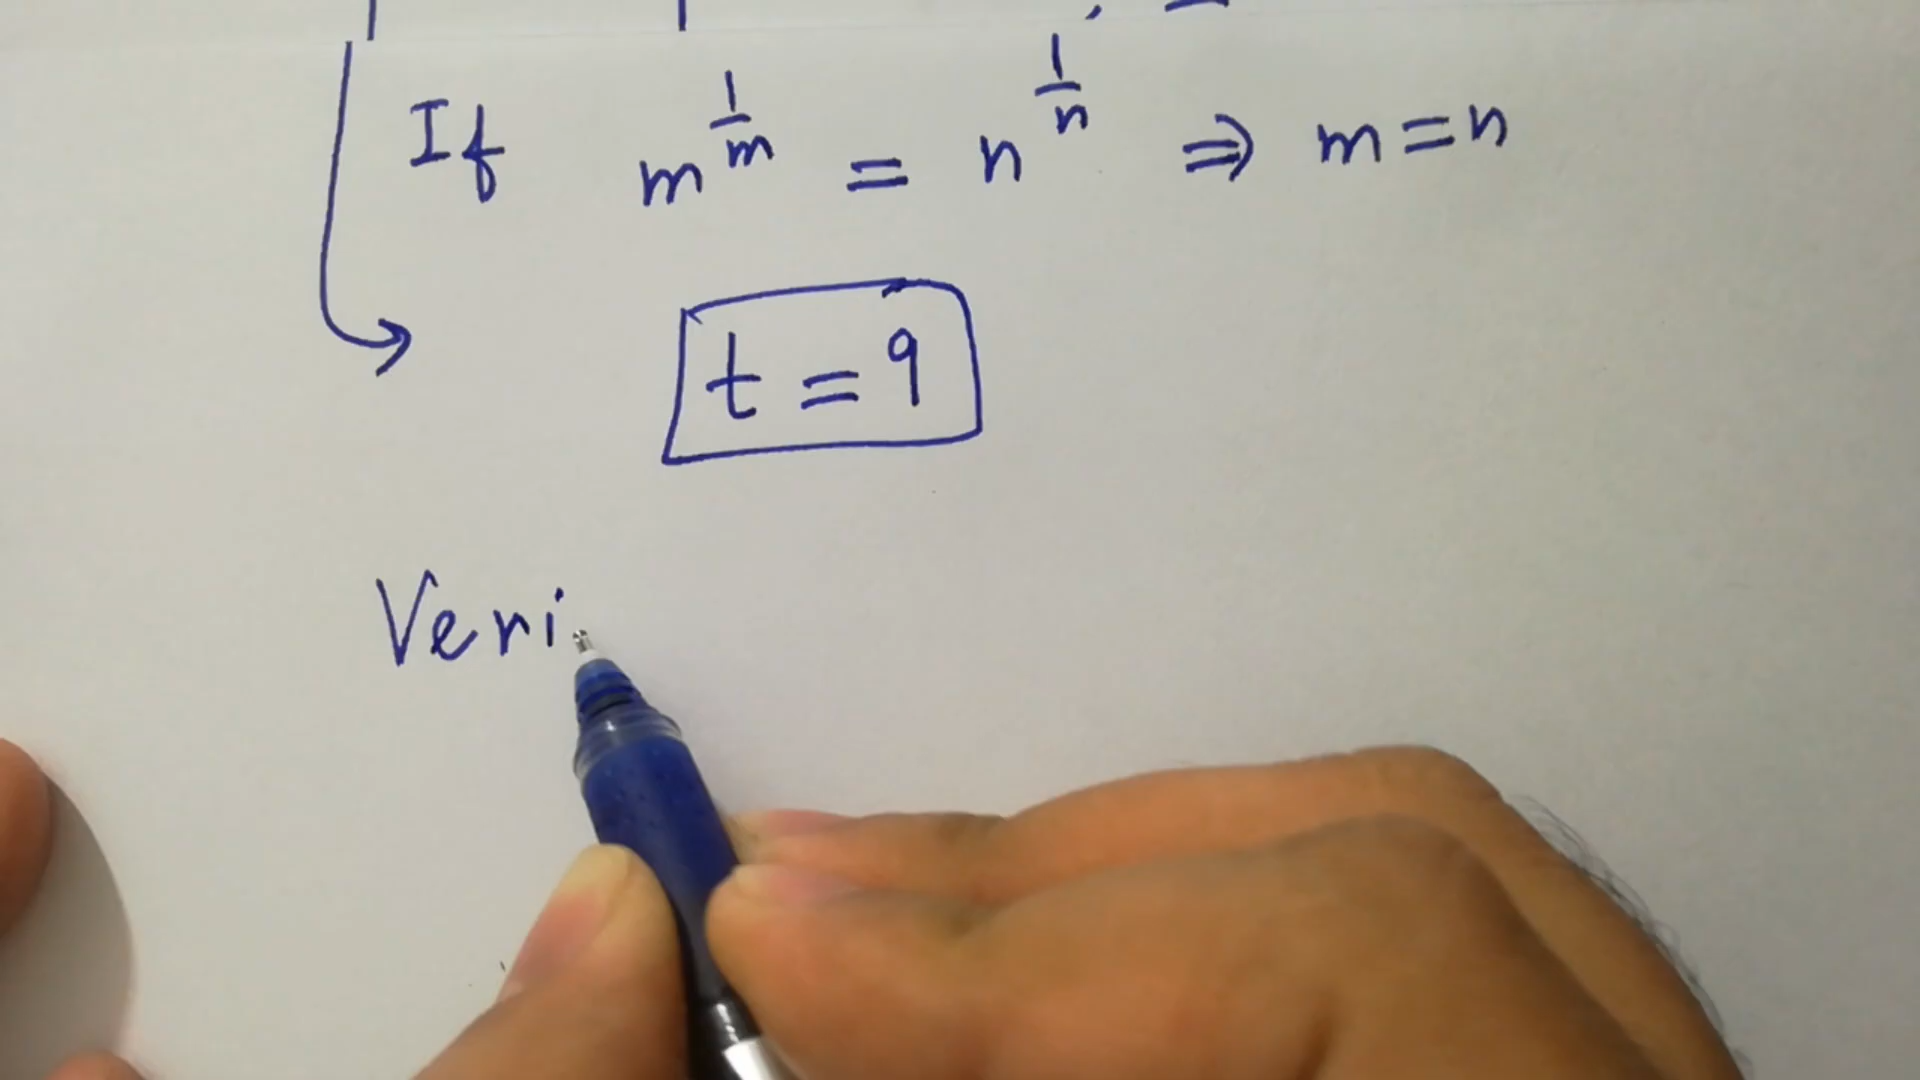 If m^(1/m) = n^(1/n) ⇒ m = n
t = 9
Veri